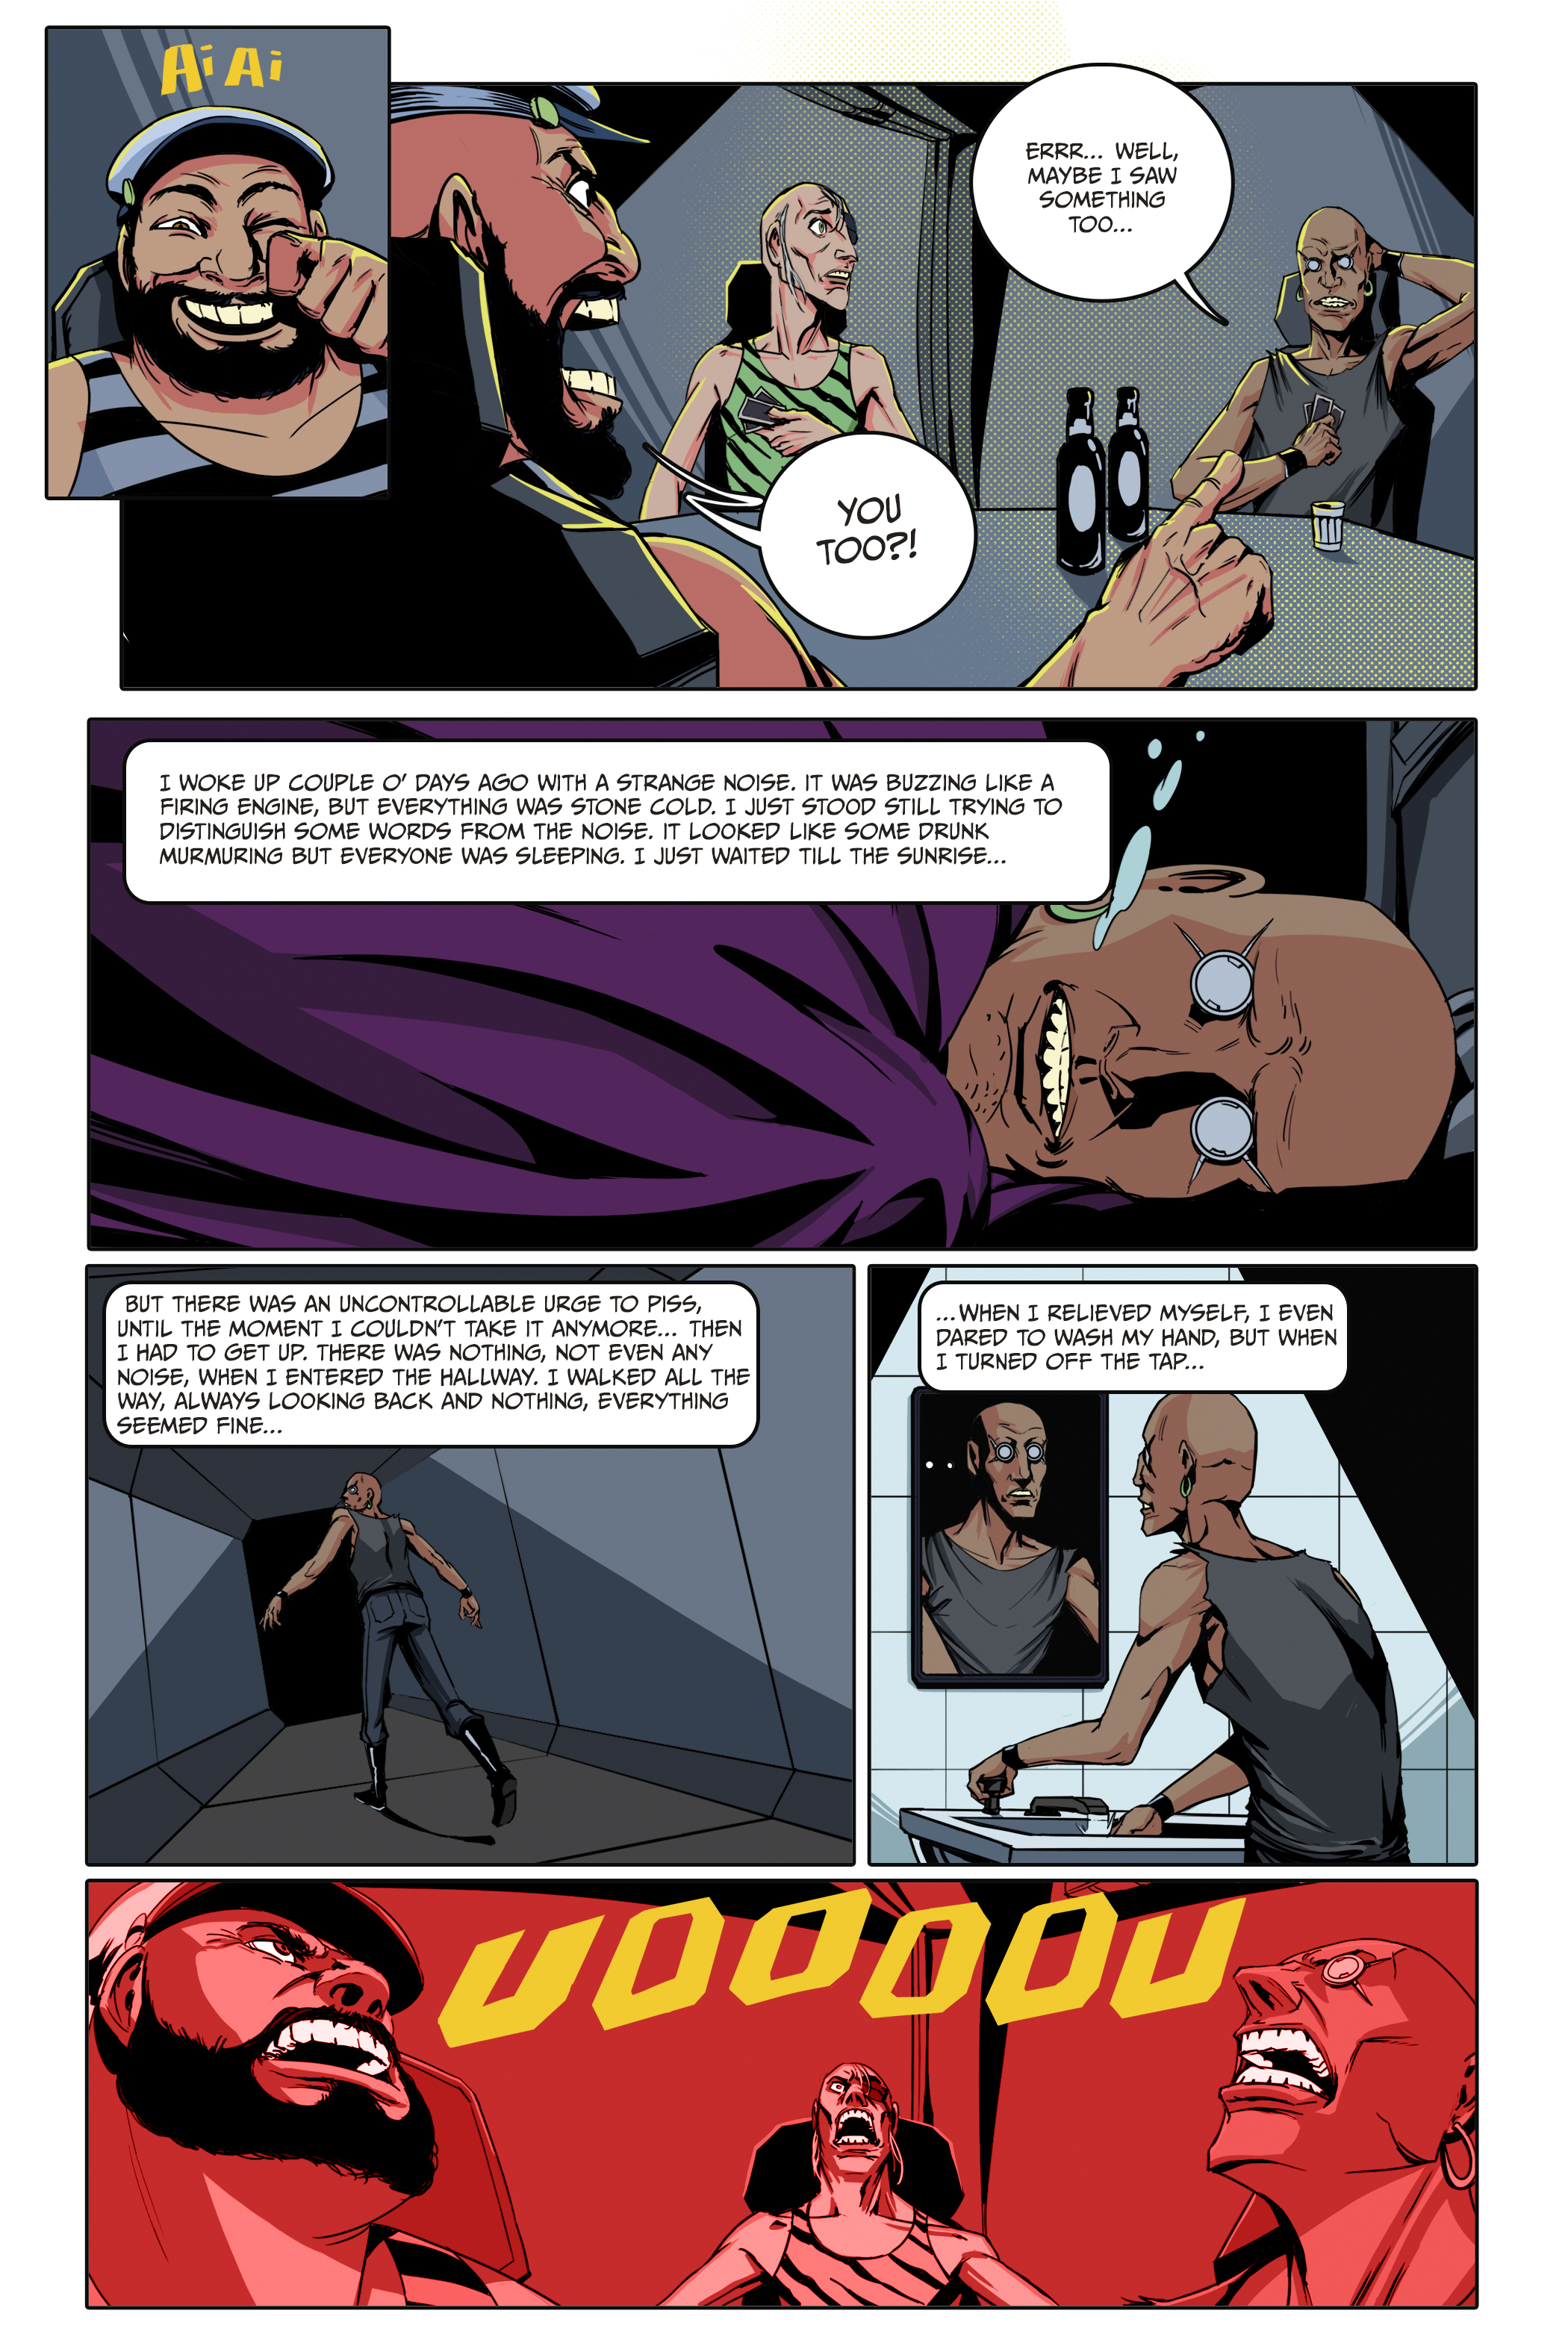 Ai Ai
ERRR... WELL,
MAYBE I SAW
SOMETHING
TOO...
YOU
TOO?!
I WOKE UP COUPLE O' DAYS AGO WITH A STRANGE NOISE. IT WAS BUZZING LIKE A
FIRING ENGINE, BUT EVERYTHING WAS STONE COLD. I JUST STOOD STILL TRYING TO
DISTINGUISH SOME WORDS FROM THE NOISE. IT LOOKED LIKE SOME DRUNK
MURMURING BUT EVERYONE WAS SLEEPING. I JUST WAITED TILL THE SUNRISE...
BUT THERE WAS AN UNCONTROLLABLE URGE TO PISS,
UNTIL THE MOMENT I COULDN'T TAKE IT ANYMORE... THEN
I HAD TO GET UP. THERE WAS NOTHING, NOT EVEN ANY
NOISE, WHEN I ENTERED THE HALLWAY. I WALKED ALL THE
WAY, ALWAYS LOOKING BACK AND NOTHING, EVERYTHING
SEEMED FINE...
...WHEN I RELIEVED MYSELF, I EVEN
DARED TO WASH MY HAND, BUT WHEN
I TURNED OFF THE TAP...
UOOOOU